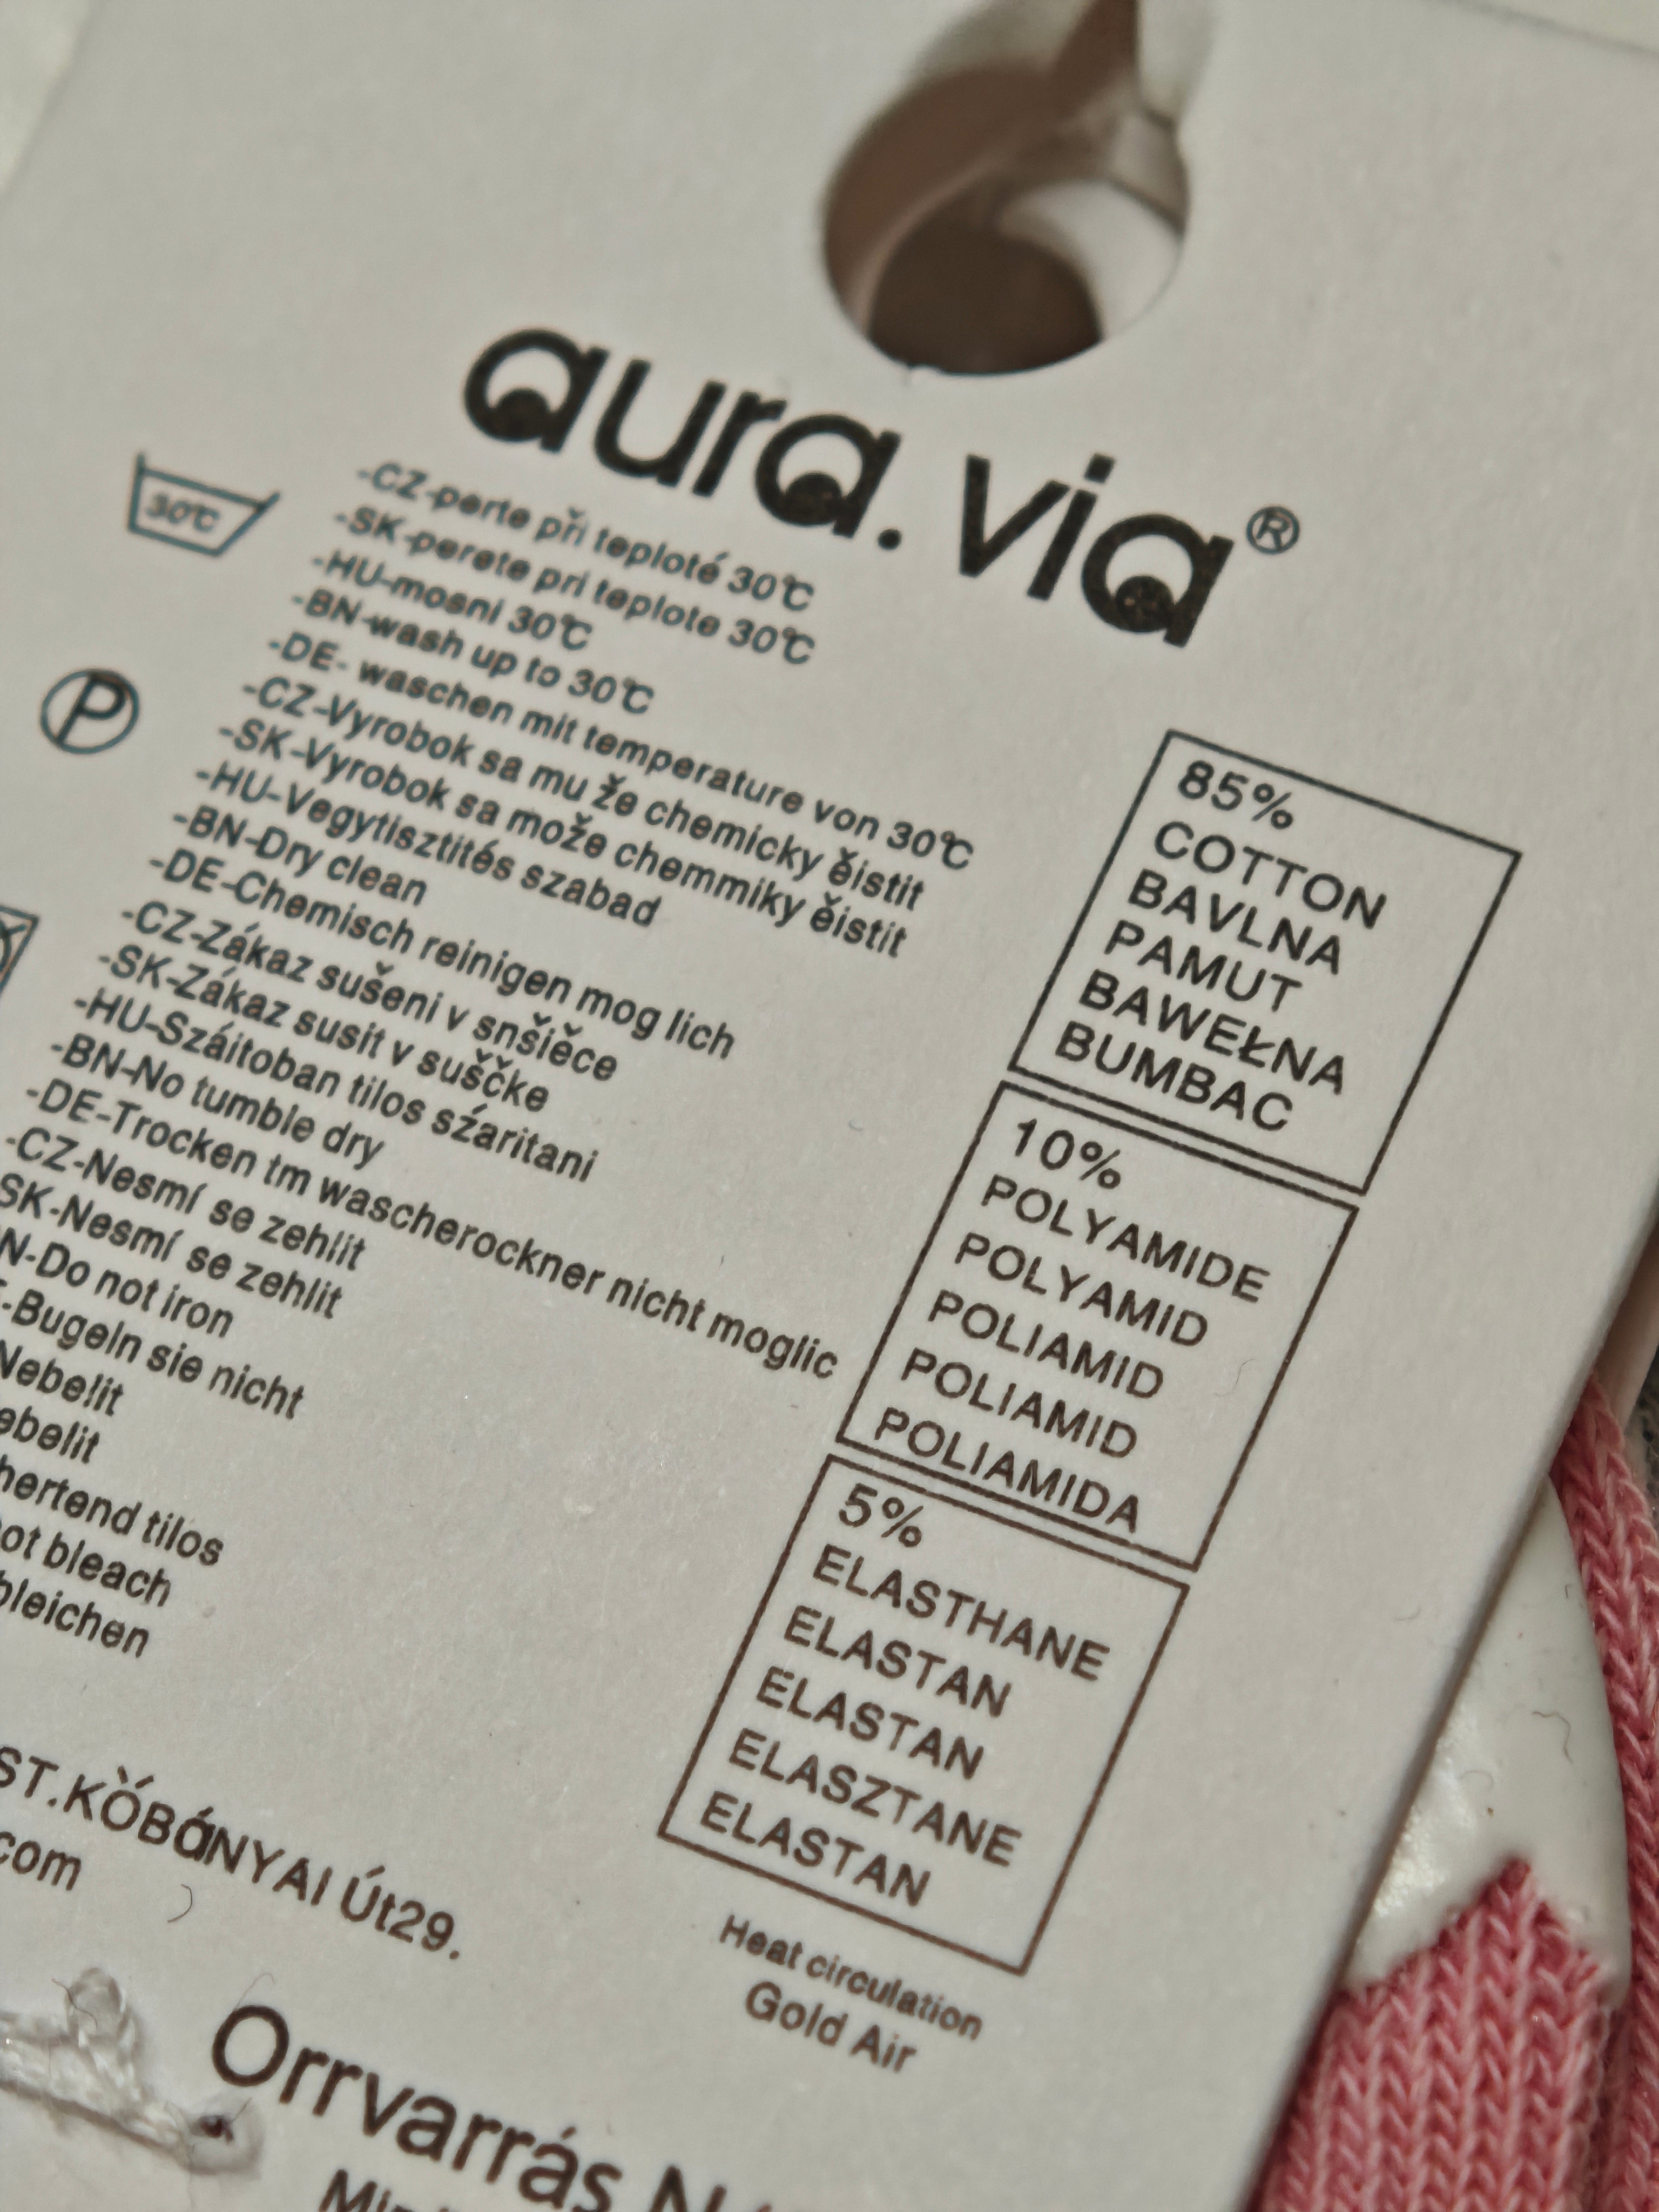 aura.via®
30℃
-CZ-perte při teploté 30℃
-SK-perete pri teplote 30℃
-HU-mosni 30℃
-BN-wash up to 30℃
-DE- waschen mit temperature von 30℃
P
-CZ-Vyrobok sa mu že chemicky ěistit
-SK-Vyrobok sa može chemmiky ěistit
-HU-Vegytisztités szabad
-BN-Dry clean
-DE-Chemisch reinigen mog lich
-CZ-Zákaz sušeni v snšiěce
-SK-Zákaz susit v suščke
-HU-Száitoban tilos sźaritani
-BN-No tumble dry
-DE-Trocken tm wascherockner nicht moglic
-CZ-Nesmí se zehlit
SK-Nesmí se zehlit
N-Do not iron
-Bugeln sie nicht
Nebelit
ebelit
hertend tilos
ot bleach
bleichen
85%
COTTON
BAVLNA
PAMUT
BAWEŁNA
BUMBAC
10%
POLYAMIDE
POLYAMID
POLIAMID
POLIAMID
POLIAMIDA
5%
ELASTHANE
ELASTAN
ELASTAN
ELASZTANE
ELASTAN
Heat circulation
Gold Air
ST.KŎBáNYAI Út29.
com
Orrvarrás